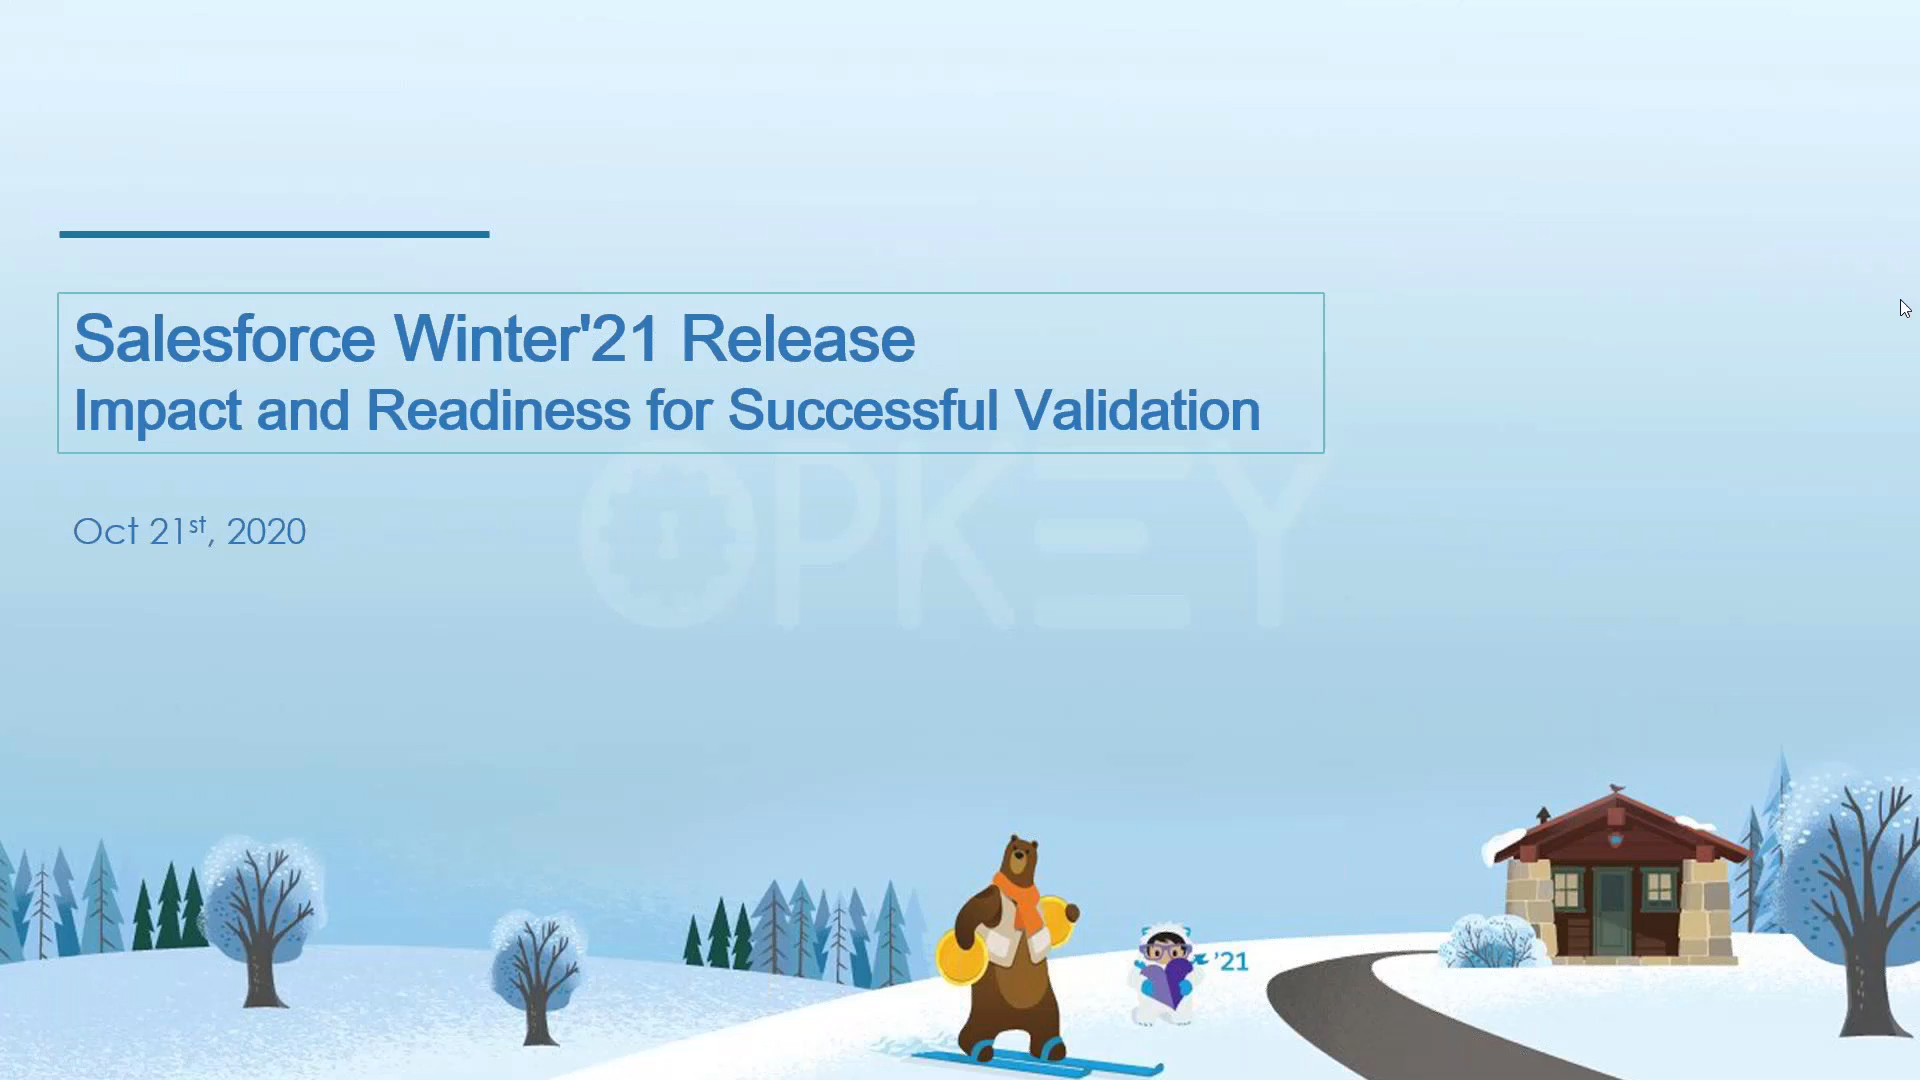 Salesforce Winter'21 Release
Impact and Readiness for Successful Validation
OPKEY
Oct 21st, 2020
'21